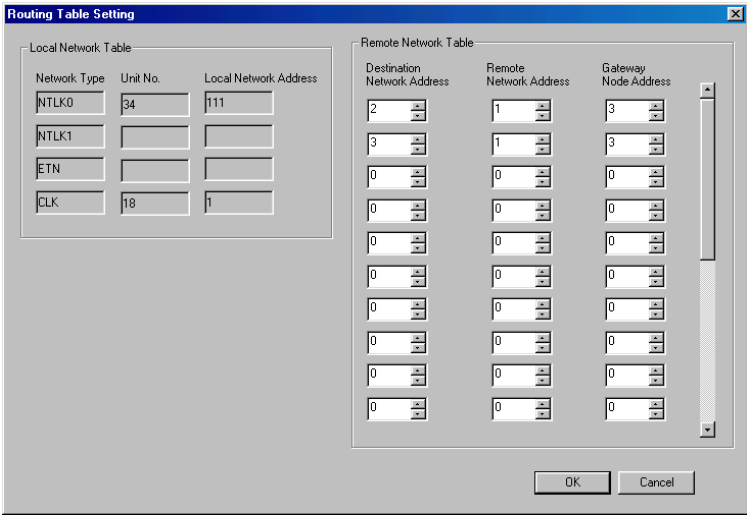 Routing Table Setting
Local Network Table
Network Type Unit No. Local Network Address
NTLK0 34 111
NTLK1
ETN
CLK 18 1
Remote Network Table
Destination Network Address Remote Network Address Gateway Node Address
2 1 3
3 1 3
0 0 0
0 0 0
0 0 0
0 0 0
0 0 0
0 0 0
0 0 0
0 0 0
OK Cancel